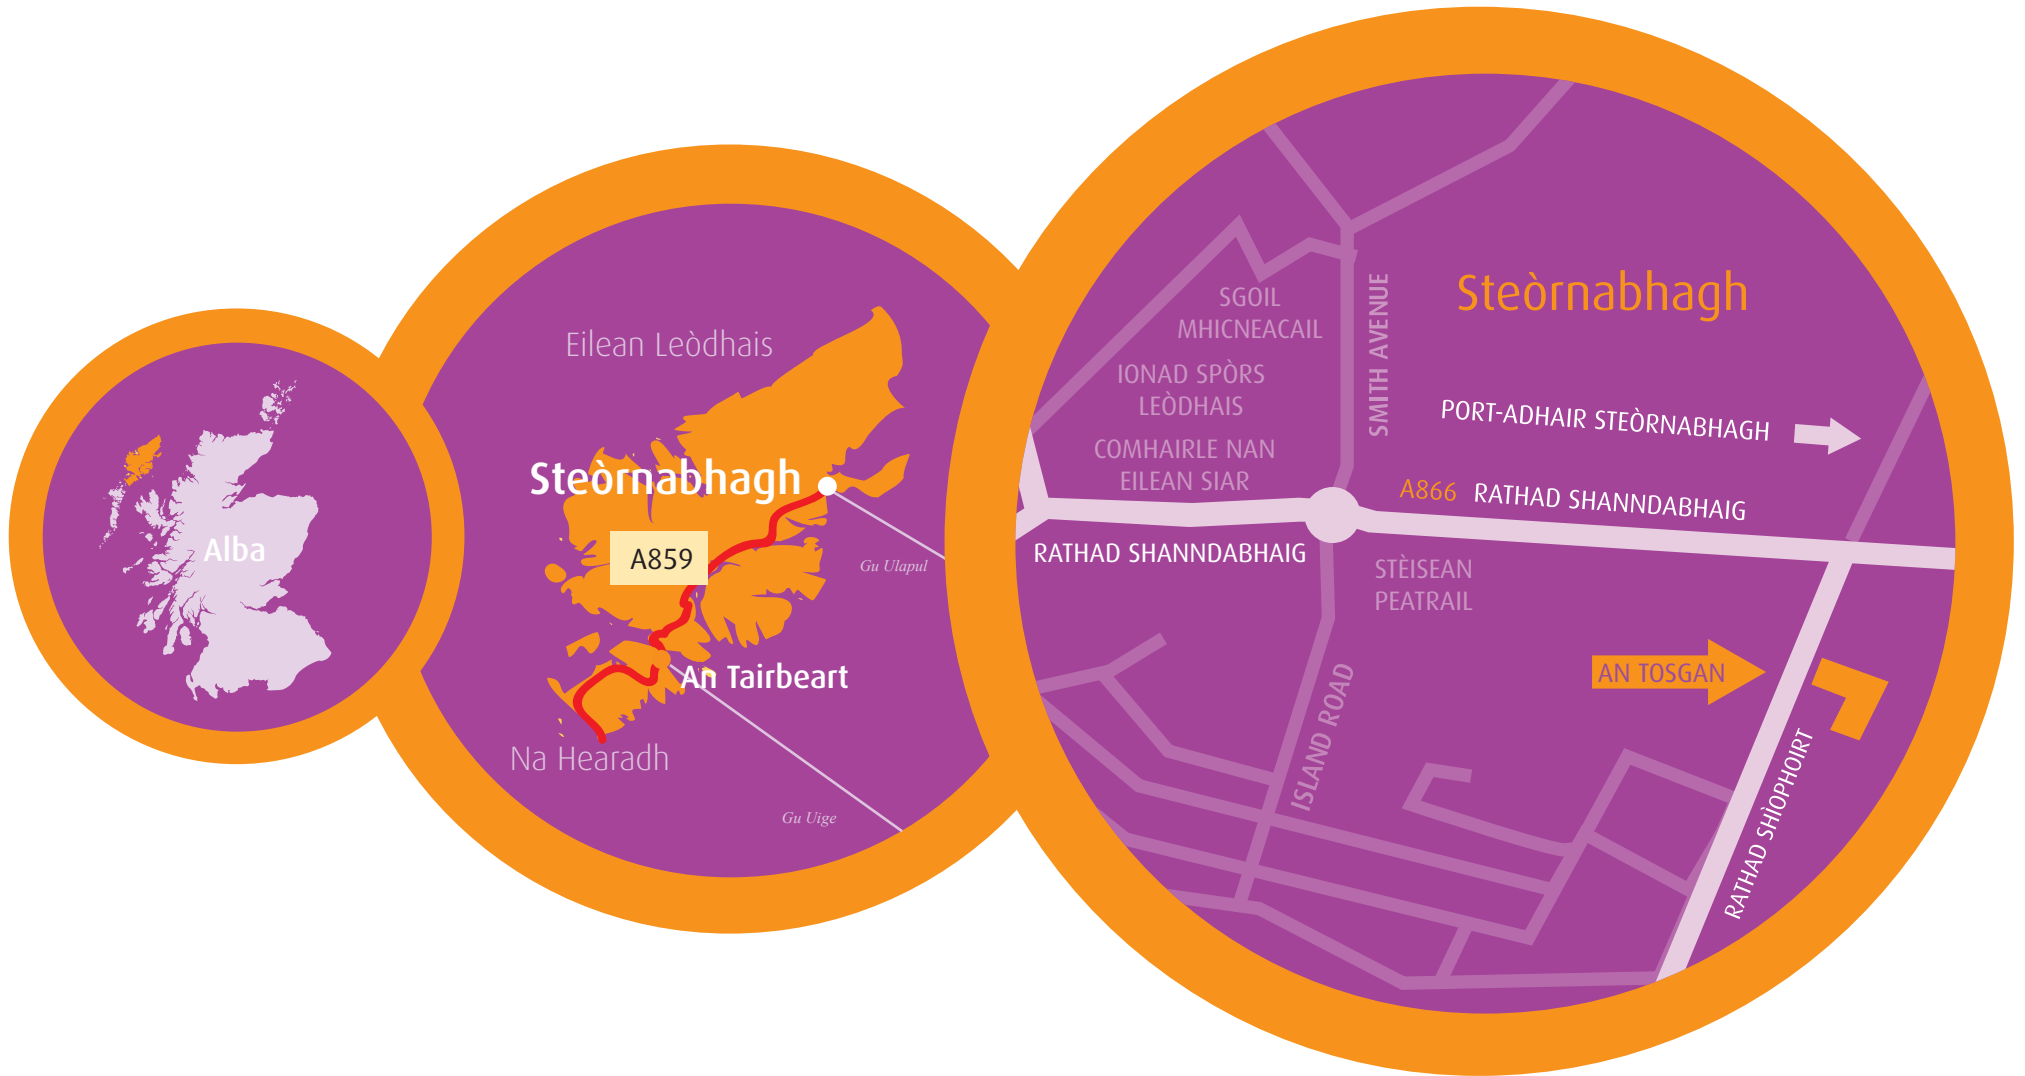 Alba
Eilean Leòdhais
Steòrnabhagh
A859
Gu Ulapul
An Tairbeart
Na Hearadh
Gu Uige
Steòrnabhagh
SGOIL
MHICNEACAIL
IONAD SPÒRS
LEÒDHAIS
COMHAIRLE NAN
EILEAN SIAR
SMITH AVENUE
PORT-ADHAIR STEÒRNABHAGH
A866 RATHAD SHANNDABHAIG
RATHAD SHANNDABHAIG
STÈISEAN
PEATRAIL
AN TOSGAN
ISLAND ROAD
RATHAD SHÌOPHOIRT